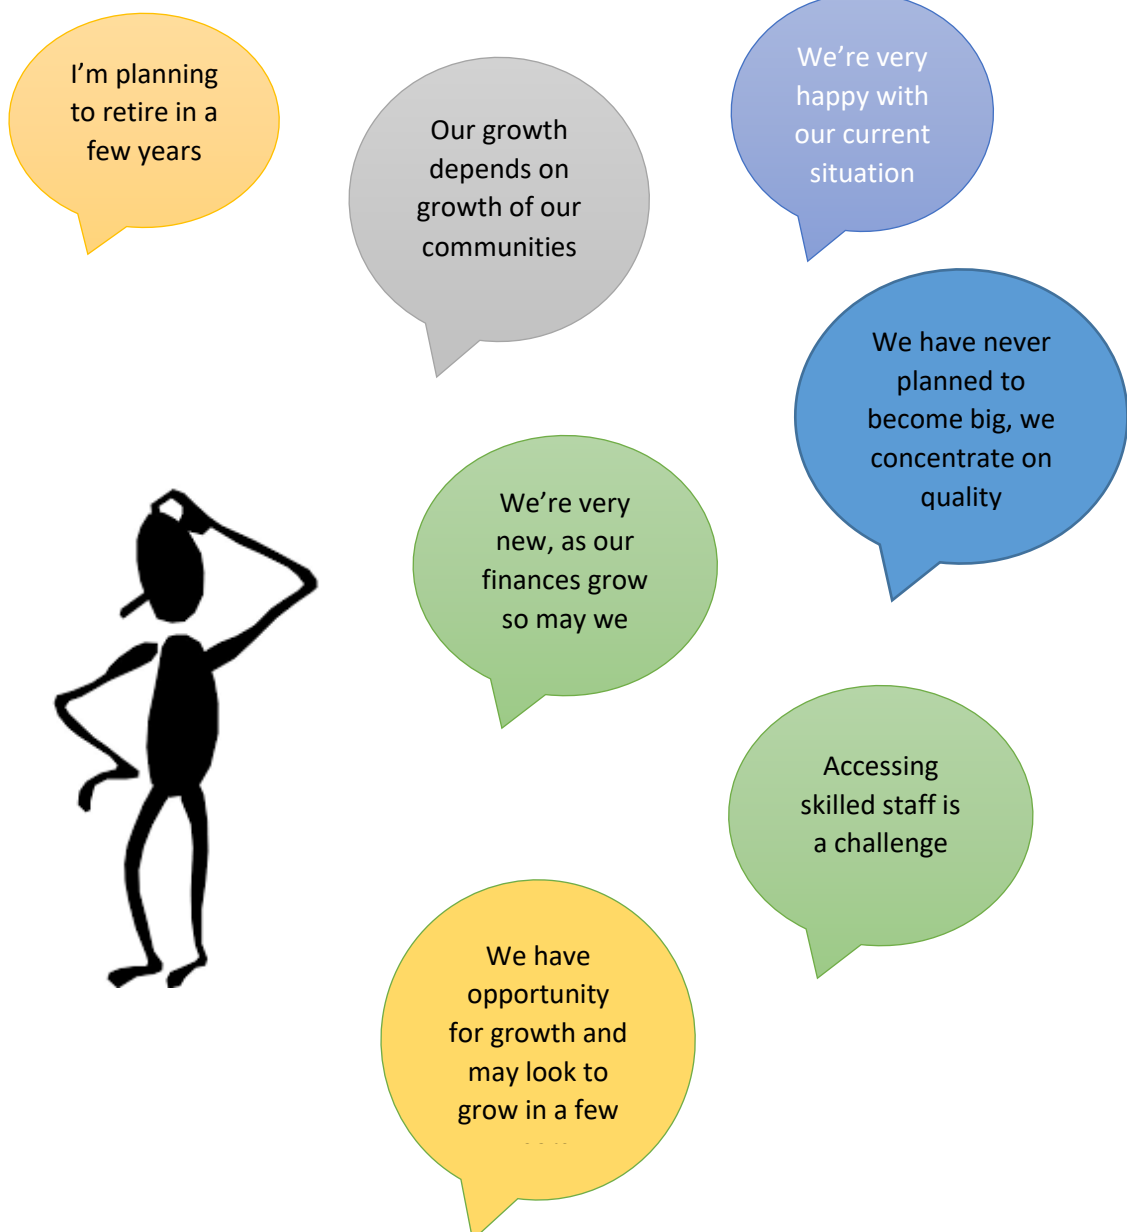 I'm planning
to retire in a
few years
Our growth
depends on
growth of our
communities
We're very
happy with
our current
situation
We have never
planned to
become big, we
concentrate on
quality
We're very
new, as our
finances grow
so may we
Accessing
skilled staff is
a challenge
We have
opportunity
for growth and
may look to
grow in a few